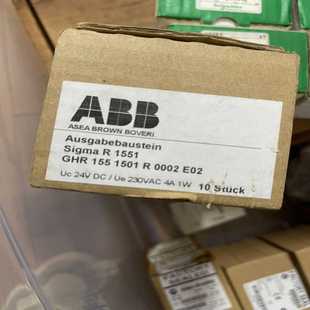 ABB
ASEA BROWN BOVERI
Ausgabebaustein
Sigma R 1551
GHR 155 1501 R 0002 E02
Uc 24V DC / Ue 230VAC 4A 1W 10 Stück